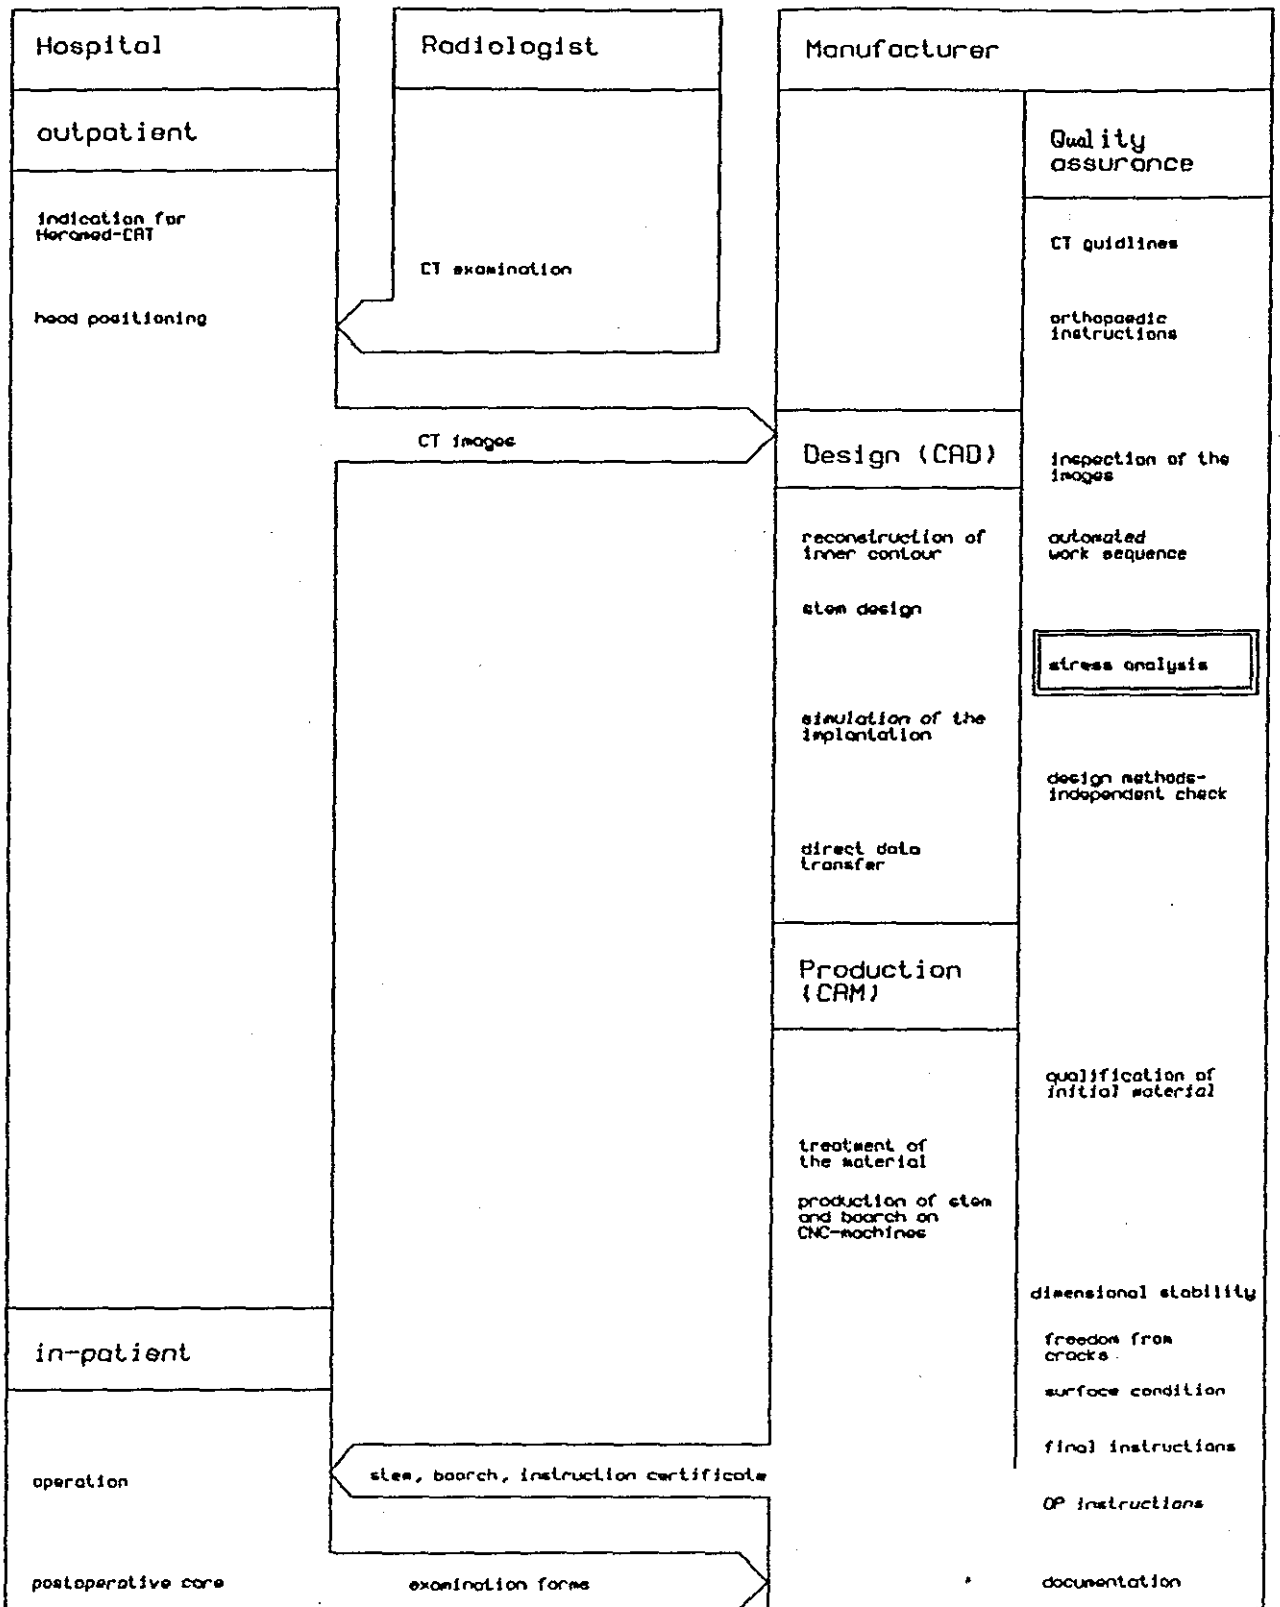 Hospital
Radiologist
Manufacturer
outpatient
Quality
assurance
indication for
Heramed-CAT
CT quidlines
CT examination
head positioning
orthopaedic
instructions
CT images
Design (CAD)
inspection of the
images
reconstruction of
inner contour
automated
work sequence
stem design
stress analysis
simulation of the
implantation
design methods-
independent check
direct data
transfer
Production
(CAM)
qualification of
initial material
treatment of
the material
production of stem
and boarch on
CNC-machines
dimensional stability
in-patient
freedom from
cracks
surface condition
final instructions
operation
stem, boarch, instruction certificate
OP instructions
postoperative care
examination forms
documentation